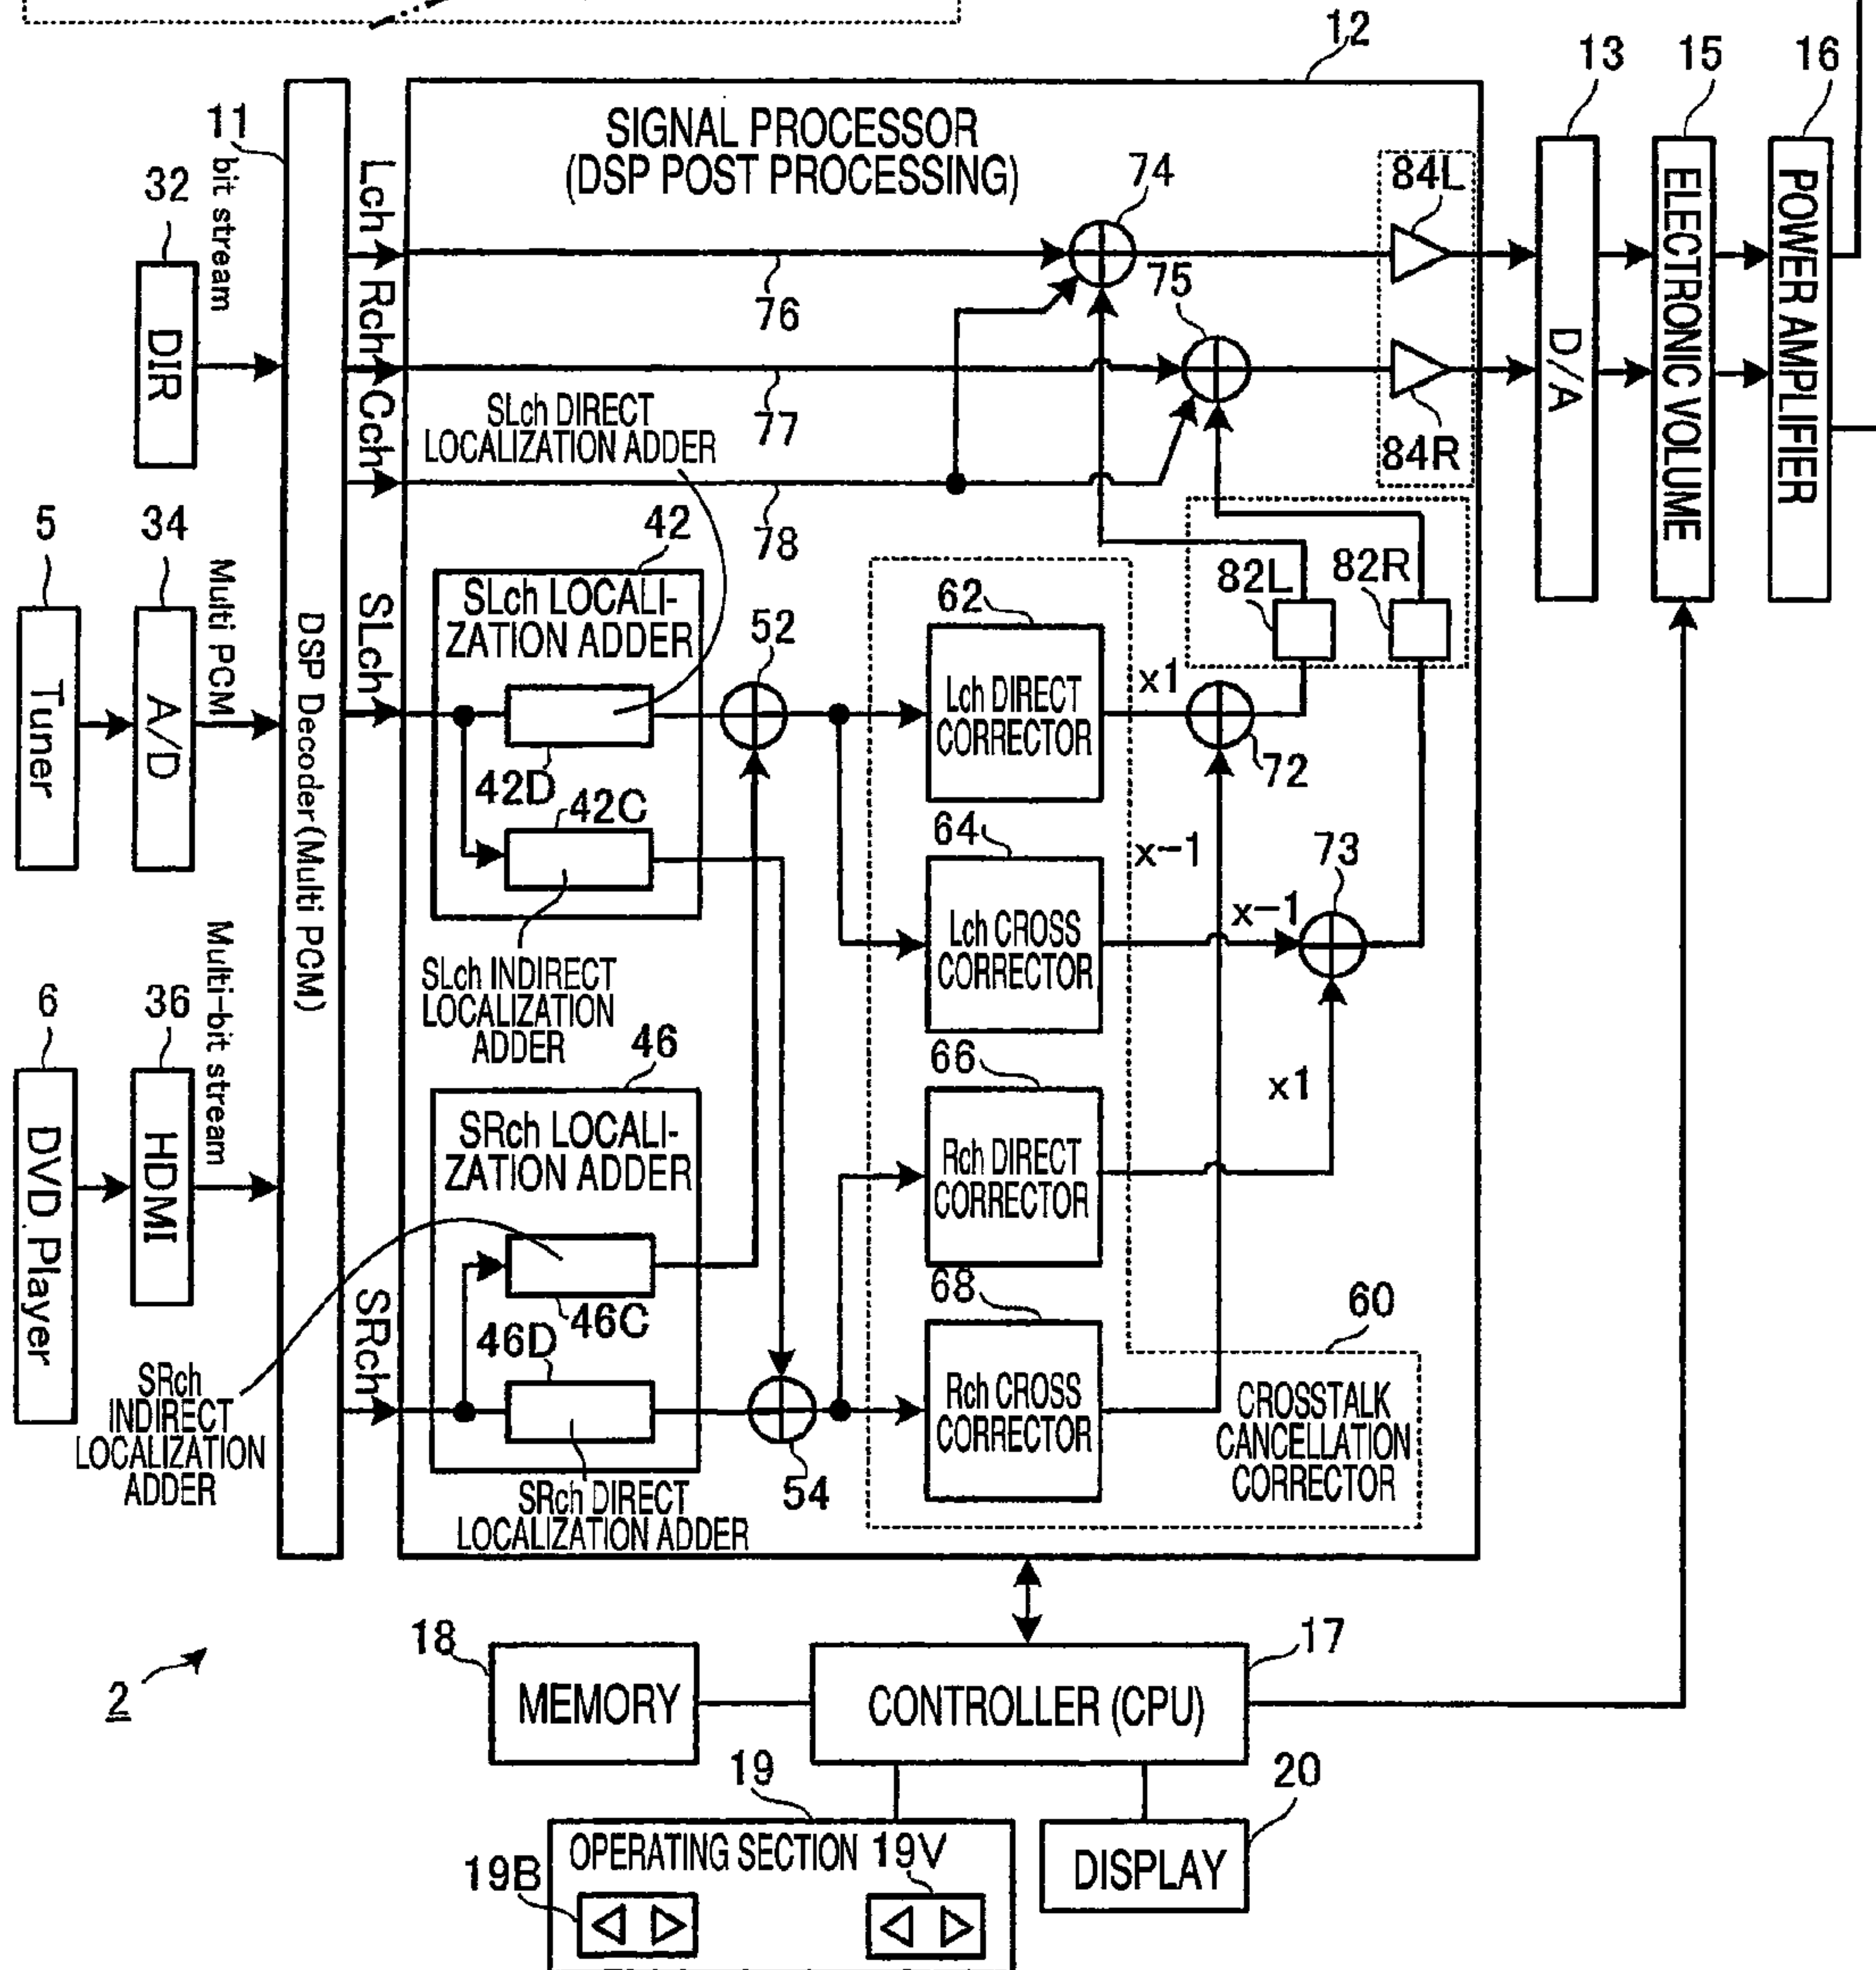 12
13
15
16
11
bit stream
32
DIR
SIGNAL PROCESSOR
(DSP POST PROCESSING)
74
84L
Lch
76
75
Rch
77
84R
Cch
78
D/A
ELECTRONIC VOLUME
POWER AMPLIFIER
SLch DIRECT
LOCALIZATION ADDER
5
Tuner
34
A/D
Multi PCM
DSP Decoder(Multi PCM)
SLch
42
SLch LOCALI-
ZATION ADDER
42D
42C
52
62
Lch DIRECT
CORRECTOR
x1
82L
82R
72
64
x-1
Lch CROSS
CORRECTOR
x-1
73
SLch INDIRECT
LOCALIZATION
ADDER
6
DVD Player
36
HDMI
Multi-bit stream
46
SRch LOCALI-
ZATION ADDER
66
Rch DIRECT
CORRECTOR
x1
46C
46D
SRch
68
Rch CROSS
CORRECTOR
60
CROSSTALK
CANCELLATION
CORRECTOR
SRch
INDIRECT
LOCALIZATION
ADDER
54
SRch DIRECT
LOCALIZATION ADDER
2
18
MEMORY
17
CONTROLLER (CPU)
19
OPERATING SECTION
19V
19B
20
DISPLAY